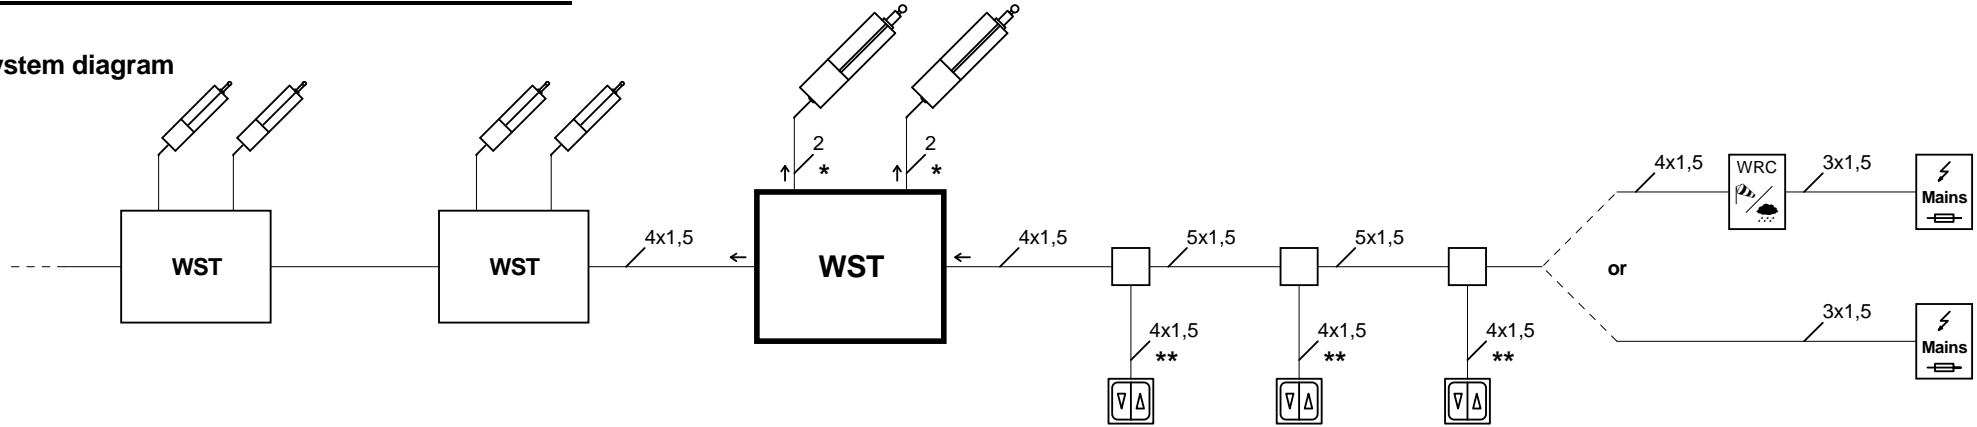 ystem diagram
2
*
2
*
4x1,5
WRC
3x1,5
Mains
WST
WST
4x1,5
WST
4x1,5
5x1,5
5x1,5
or
4x1,5
**
4x1,5
**
4x1,5
**
3x1,5
Mains